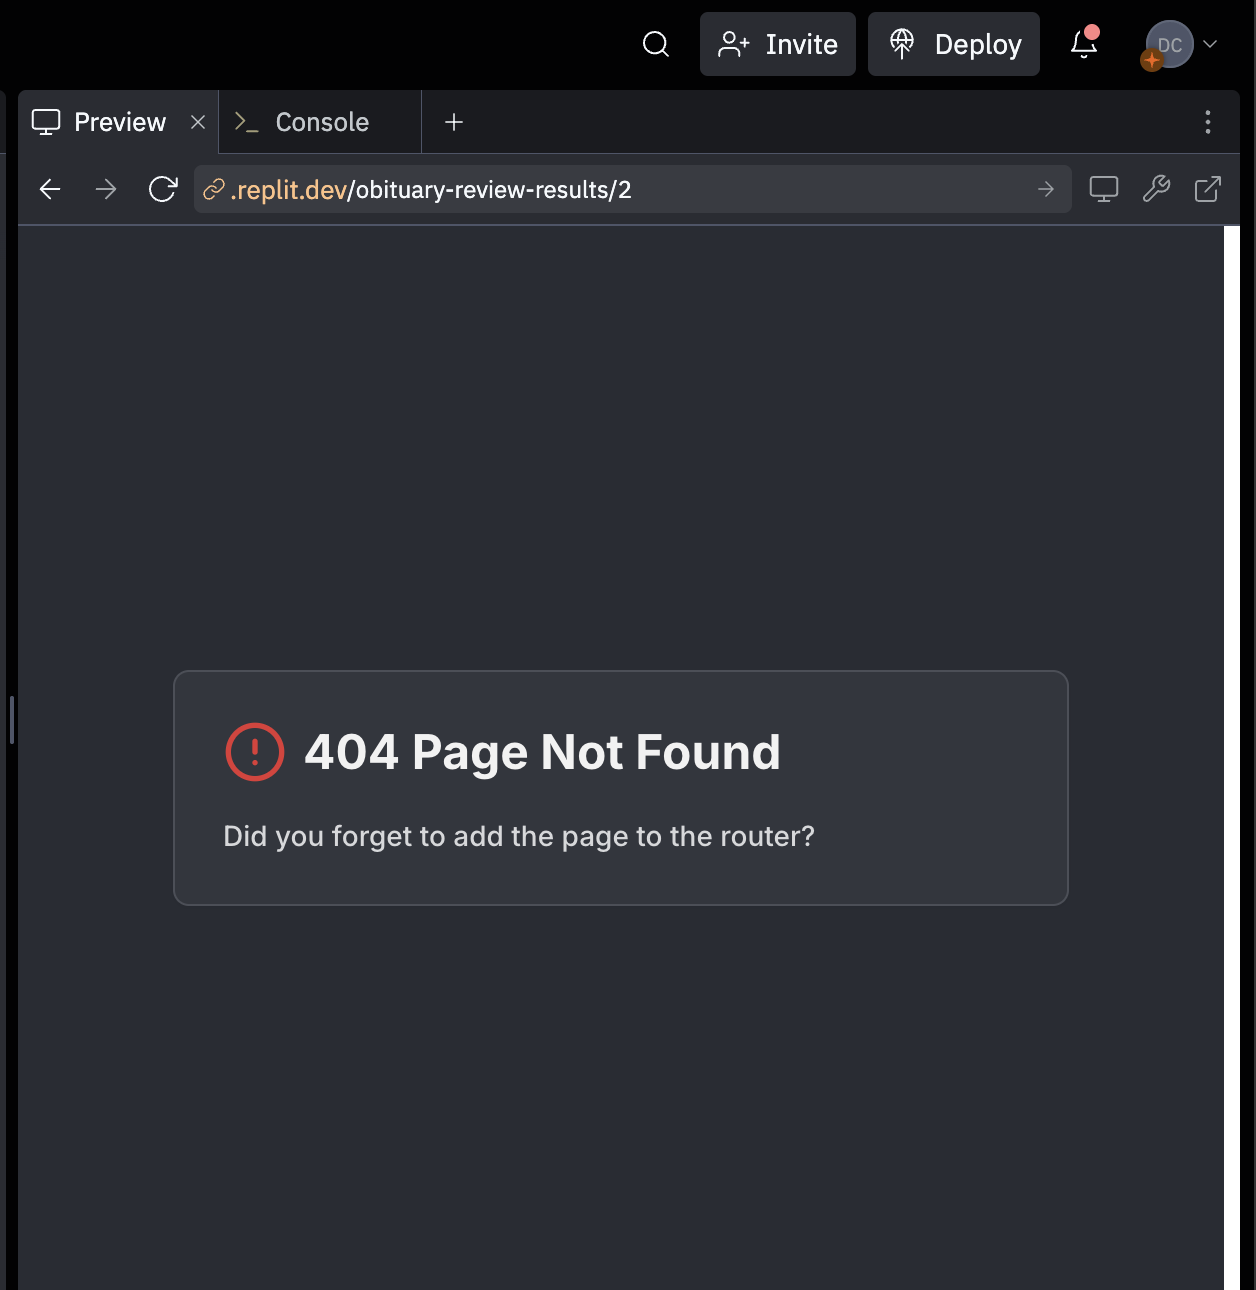 Invite
Deploy
DC
Preview
Console
.replit.dev/obituary-review-results/2
404 Page Not Found
Did you forget to add the page to the router?